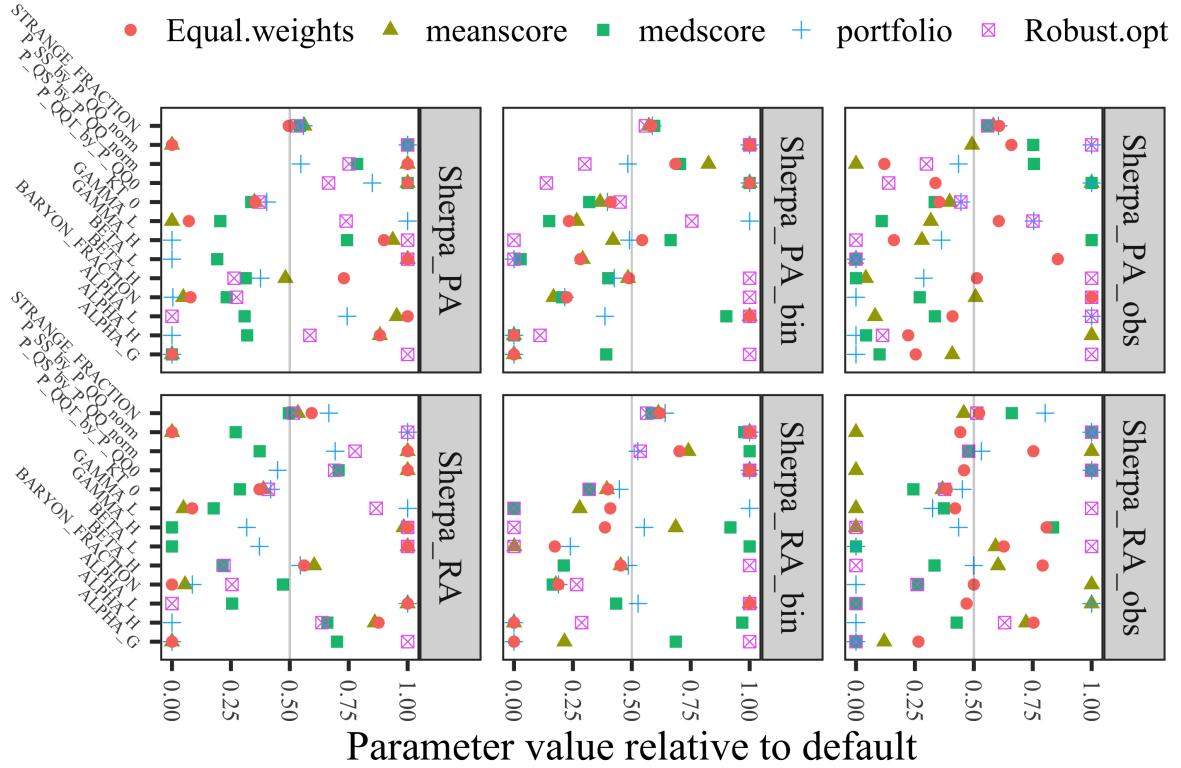 Equal.weights meanscore medscore portfolio Robust.opt
STRANGE_FRACTION
P_SS_by_P_QQ_norm
P_QS_by_P_QQ_norm
P_QQ1_by_P_QQ0
KT_0
GAMMA_L
GAMMA_H
BETA_L
BETA_H
BARYON_FRACTION
ALPHA_L
ALPHA_H
ALPHA_G
Sherpa_PA
Sherpa_PA_bin
Sherpa_PA_obs
STRANGE_FRACTION
P_SS_by_P_QQ_norm
P_QS_by_P_QQ_norm
P_QQ1_by_P_QQ0
KT_0
GAMMA_L
GAMMA_H
BETA_L
BETA_H
BARYON_FRACTION
ALPHA_L
ALPHA_H
ALPHA_G
Sherpa_RA
Sherpa_RA_bin
Sherpa_RA_obs
0.00 0.25 0.50 0.75 1.00
0.00 0.25 0.50 0.75 1.00
0.00 0.25 0.50 0.75 1.00
Parameter value relative to default